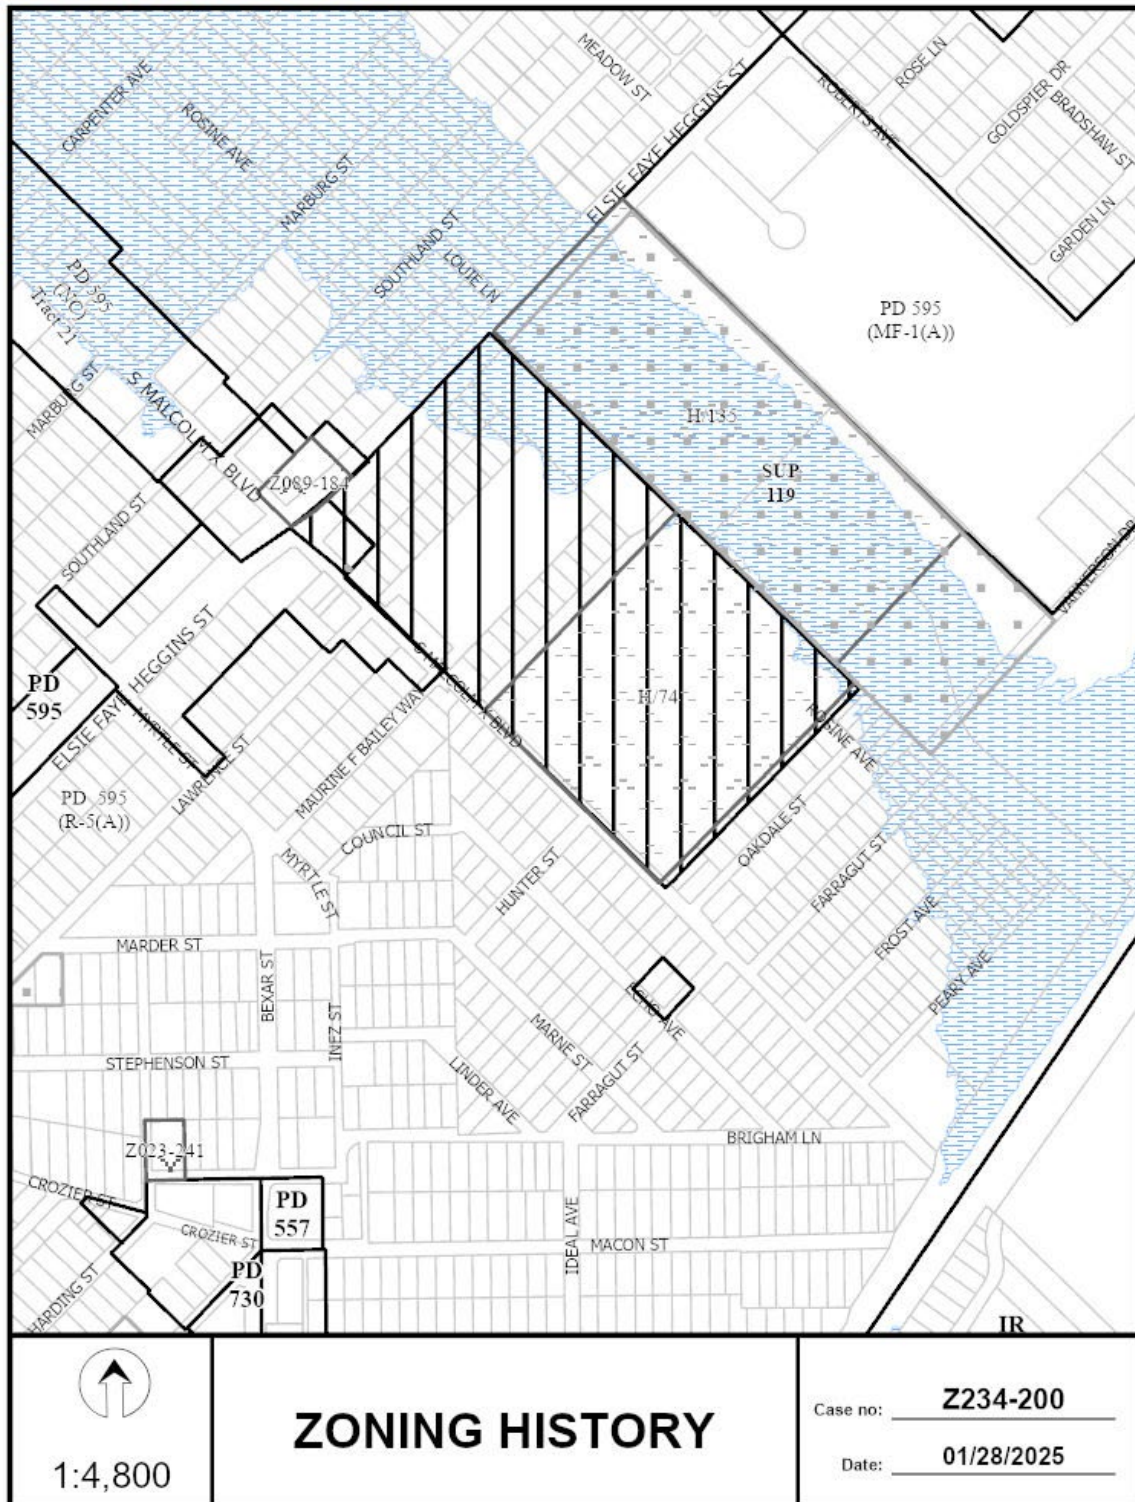 MEADOW ST
ROSE LN
CARPENTER AVE
ROSINE AVE
ELSIE FAYE HEGGINS ST
ROBERTS AVE
GOLDSPIER DR
BRADSHAW ST
MARBURG ST
SOUTHLAND ST
LOUIE LN
GARDEN LN
PD 595
(NC)
Tract 21
PD 595
(MF-1(A))
MARBURG ST
S MALCOLM X BLVD
H/135
SUP
119
Z089-184
SOUTHLAND ST
VANNERSON DR
PD
595
ELSIE FAYE HEGGINS ST
MYRTLE ST
LAWRENCE ST
MAURINE F BAILEY WAY
S MALCOLM X BLVD
H/74
ROSINE AVE
PD 595
(R-5(A))
COUNCIL ST
MYRTLE ST
HUNTER ST
OAKDALE ST
FARRAGUT ST
FROST AVE
PEARY AVE
MARDER ST
BEXAR ST
INEZ ST
ECHO AVE
MARNE ST
FARRAGUT ST
LINDER AVE
STEPHENSON ST
BRIGHAM LN
Z023-241
CROZIER ST
PD
557
CROZIER ST
IDEAL AVE
MACON ST
PD
730
HARDING ST
IR
1:4,800
ZONING HISTORY
Case no: Z234-200
Date: 01/28/2025